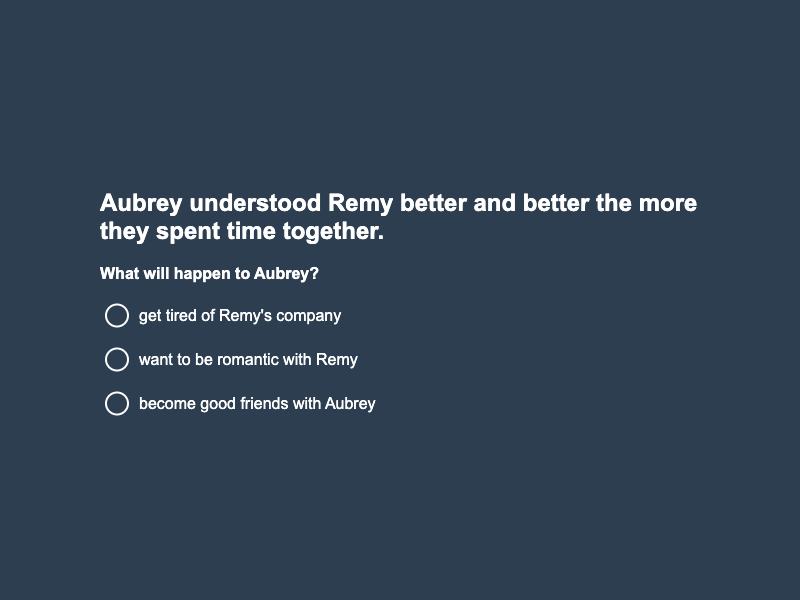 Aubrey understood Remy better and better the more
they spent time together.
What will happen to Aubrey?
get tired of Remy's company
want to be romantic with Remy
become good friends with Aubrey